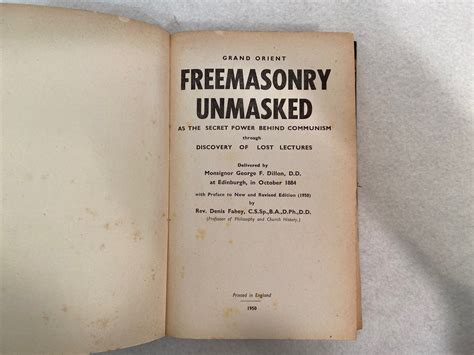 GRAND ORIENT
FREEMASONRY
UNMASKED
AS THE SECRET POWER BEHIND COMMUNISM
through
DISCOVERY OF LOST LECTURES
Delivered by
Monsignor George F. Dillon, D.D.
at Edinburgh, in October 1884
with Preface to New and Revised Edition (1950)
by
Rev. Denis Fahey, C.S.Sp., B.A., D.Ph., D.D.
(Professor of Philosophy and Church History.)
Printed in England
1950